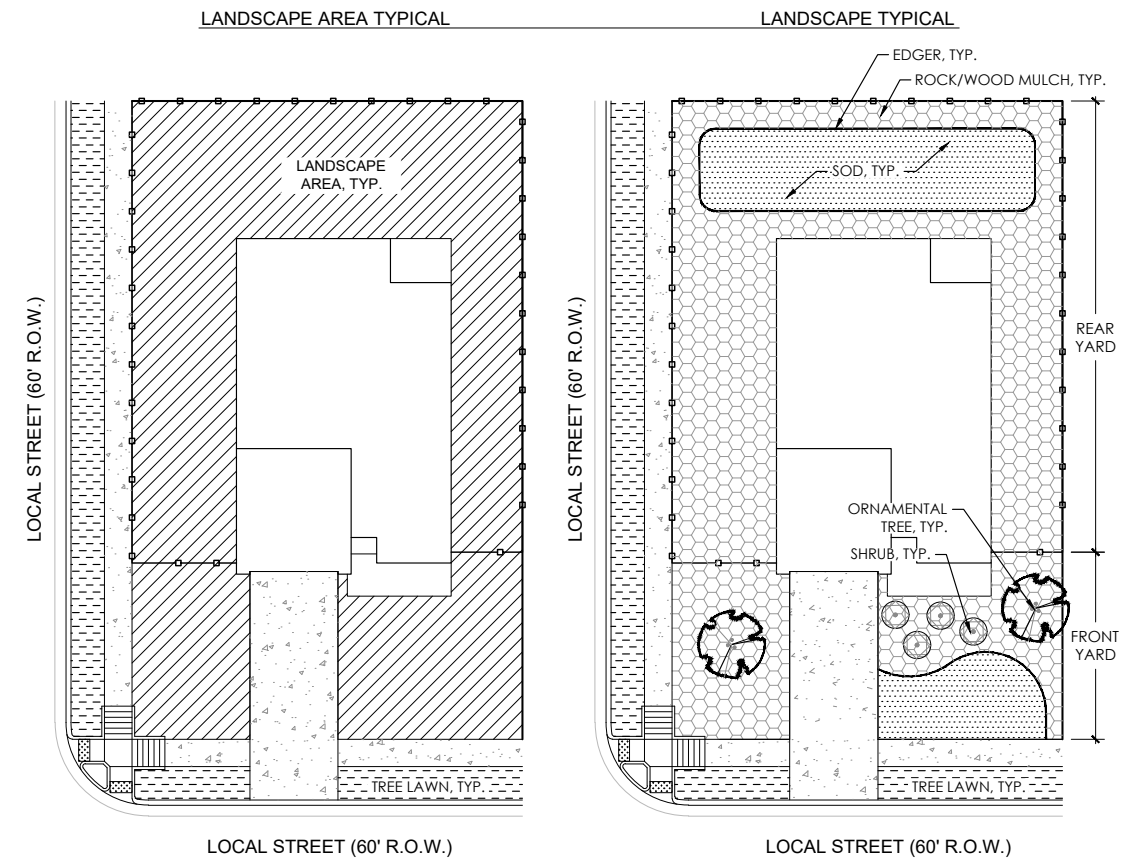 LANDSCAPE AREA TYPICAL
LANDSCAPE TYPICAL
EDGER, TYP.
ROCK/WOOD MULCH, TYP.
LANDSCAPE
AREA, TYP.
SOD, TYP.
LOCAL STREET (60' R.O.W.)
LOCAL STREET (60' R.O.W.)
REAR
YARD
ORNAMENTAL
TREE, TYP.
SHRUB, TYP.
FRONT
YARD
TREE LAWN, TYP.
TREE LAWN, TYP.
LOCAL STREET (60' R.O.W.)
LOCAL STREET (60' R.O.W.)